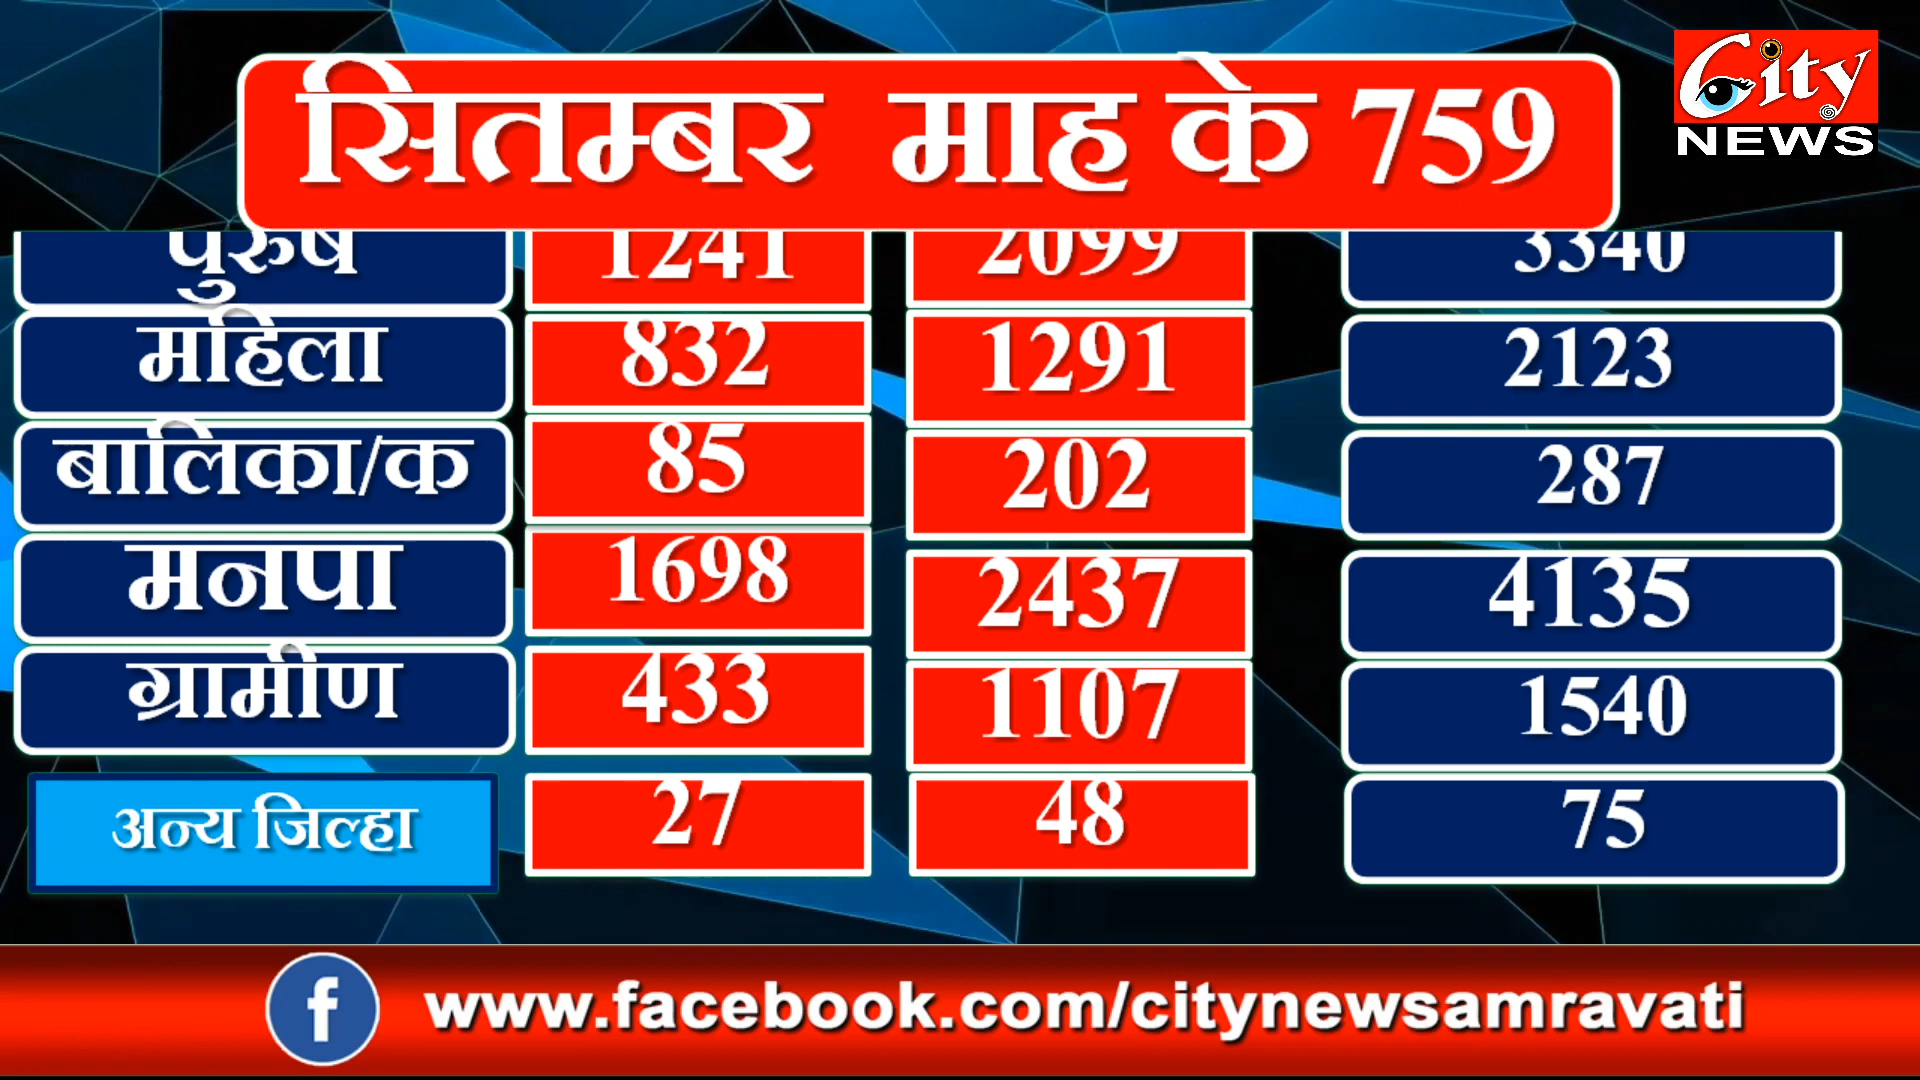 City
NEWS
सितम्बर माह के 759
पुरुष 1241 2099 3340
महिला 832 1291 2123
बालिका/क 85 202 287
मनपा 1698 2437 4135
ग्रामीण 433 1107 1540
अन्य जिल्हा 27 48 75
f www.facebook.com/citynewsamravati